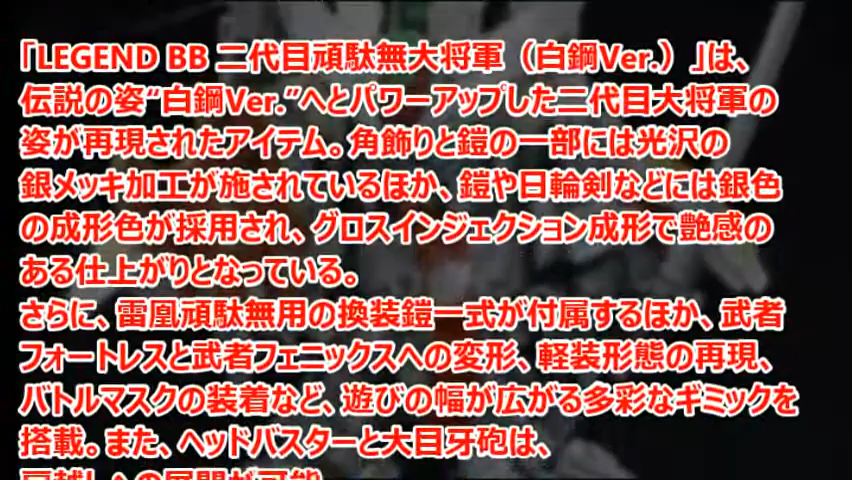 「LEGEND BB 二代目頑駄無大将軍（白鋼Ver.）」は、
伝説の姿“白鋼Ver.”へとパワーアップした二代目大将軍の
姿が再現されたアイテム。角飾りと鎧の一部には光沢の
銀メッキ加工が施されているほか、鎧や日輪剣などには銀色
の成形色が採用され、グロスインジェクション成形で艶感の
ある仕上がりとなっている。
さらに、雷凰頑駄無用の換装鎧一式が付属するほか、武者
フォートレスと武者フェニックスへの変形、軽装形態の再現、
バトルマスクの装着など、遊びの幅が広がる多彩なギミックを
搭載。また、ヘッドバスターと大目牙砲は、
肩越しへの展開が可能